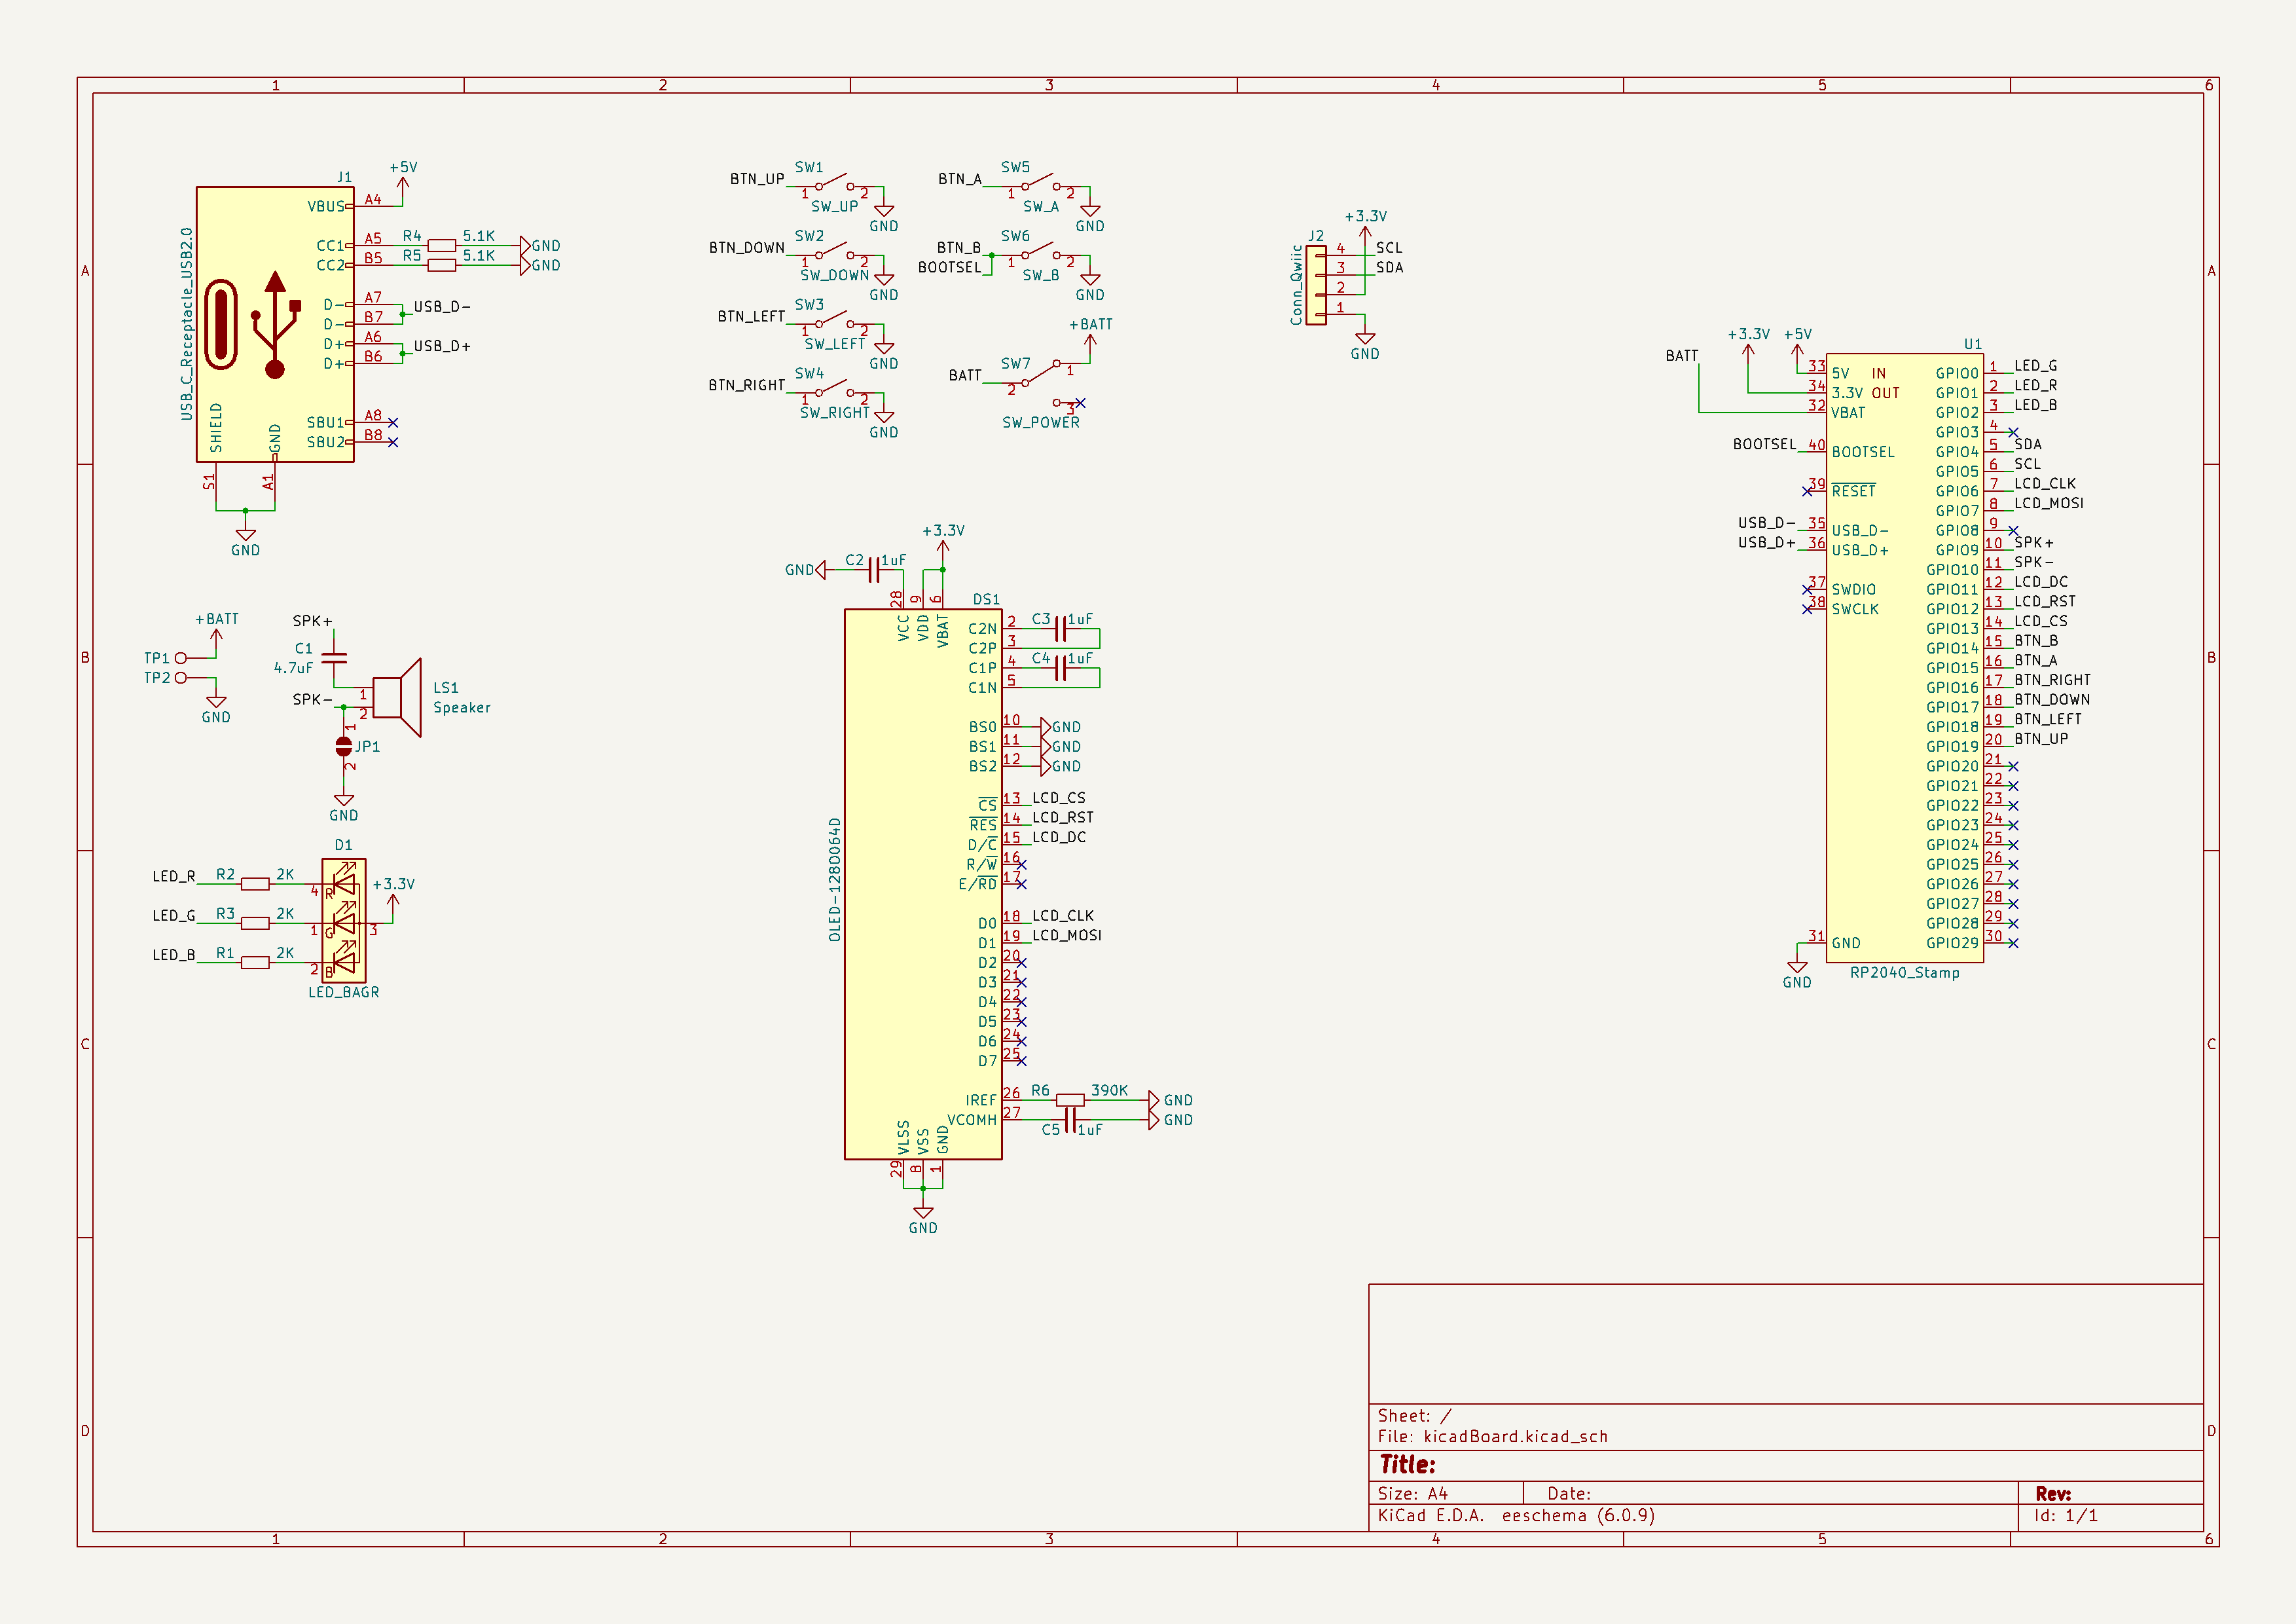 1 2 3 4 5 6
A
B
C
D
A
B
C
D
1 2 3 4 5 6
J1
USB_C_Receptacle_USB2.0
+5V
VBUS A4
CC1 A5 R4 5.1K GND
CC2 B5 R5 5.1K GND
D- A7
USB_D-
D- B7
D+ A6
USB_D+
D+ B6
SBU1 A8
SBU2 B8
SHIELD GND
S1 A1
GND
SW1
BTN_UP 1 2
SW_UP
GND
SW2
BTN_DOWN 1 2
SW_DOWN
GND
SW3
BTN_LEFT 1 2
SW_LEFT
GND
SW4
BTN_RIGHT 1 2
SW_RIGHT
GND
SW5
BTN_A 1 2
SW_A
GND
SW6
BTN_B 1 2
BOOTSEL
SW_B
GND
+BATT
SW7
BATT 2 1
3
SW_POWER
+3.3V
J2
Conn_Qwiic
4 SCL
3 SDA
2
1
GND
+BATT
TP1
TP2
GND
SPK+
C1
4.7uF
SPK-
1
2
LS1
Speaker
1
JP1
2
GND
D1
+3.3V
LED_R R2 2K 4 R
LED_G R3 2K 1 G 3
LED_B R1 2K 2 B
LED_BAGR
+3.3V
GND C2 1uF
28 9 6
DS1
VCC VDD VBAT
OLED-128O064D
C2N 2 C3 1uF
C2P 3
C1P 4 C4 1uF
C1N 5
BS0 10 GND
BS1 11 GND
BS2 12 GND
CS 13 LCD_CS
RES 14 LCD_RST
D/C 15 LCD_DC
R/W 16
E/RD 17
D0 18 LCD_CLK
D1 19 LCD_MOSI
D2 20
D3 21
D4 22
D5 23
D6 24
D7 25
IREF 26 R6 390K GND
VCOMH 27 C5 1uF GND
VLSS VSS GND
29 8 1
GND
U1
+3.3V +5V
BATT
33 5V IN
34 3.3V OUT
32 VBAT
BOOTSEL 40 BOOTSEL
39 RESET
USB_D- 35 USB_D-
USB_D+ 36 USB_D+
37 SWDIO
38 SWCLK
31 GND
GND
GPIO0 1 LED_G
GPIO1 2 LED_R
GPIO2 3 LED_B
GPIO3 4
GPIO4 5 SDA
GPIO5 6 SCL
GPIO6 7 LCD_CLK
GPIO7 8 LCD_MOSI
GPIO8 9
GPIO9 10 SPK+
GPIO10 11 SPK-
GPIO11 12 LCD_DC
GPIO12 13 LCD_RST
GPIO13 14 LCD_CS
GPIO14 15 BTN_B
GPIO15 16 BTN_A
GPIO16 17 BTN_RIGHT
GPIO17 18 BTN_DOWN
GPIO18 19 BTN_LEFT
GPIO19 20 BTN_UP
GPIO20 21
GPIO21 22
GPIO22 23
GPIO23 24
GPIO24 25
GPIO25 26
GPIO26 27
GPIO27 28
GPIO28 29
GPIO29 30
RP2040_Stamp
Sheet: /
File: kicadBoard.kicad_sch
Title:
Size: A4 Date: Rev:
KiCad E.D.A. eeschema (6.0.9) Id: 1/1